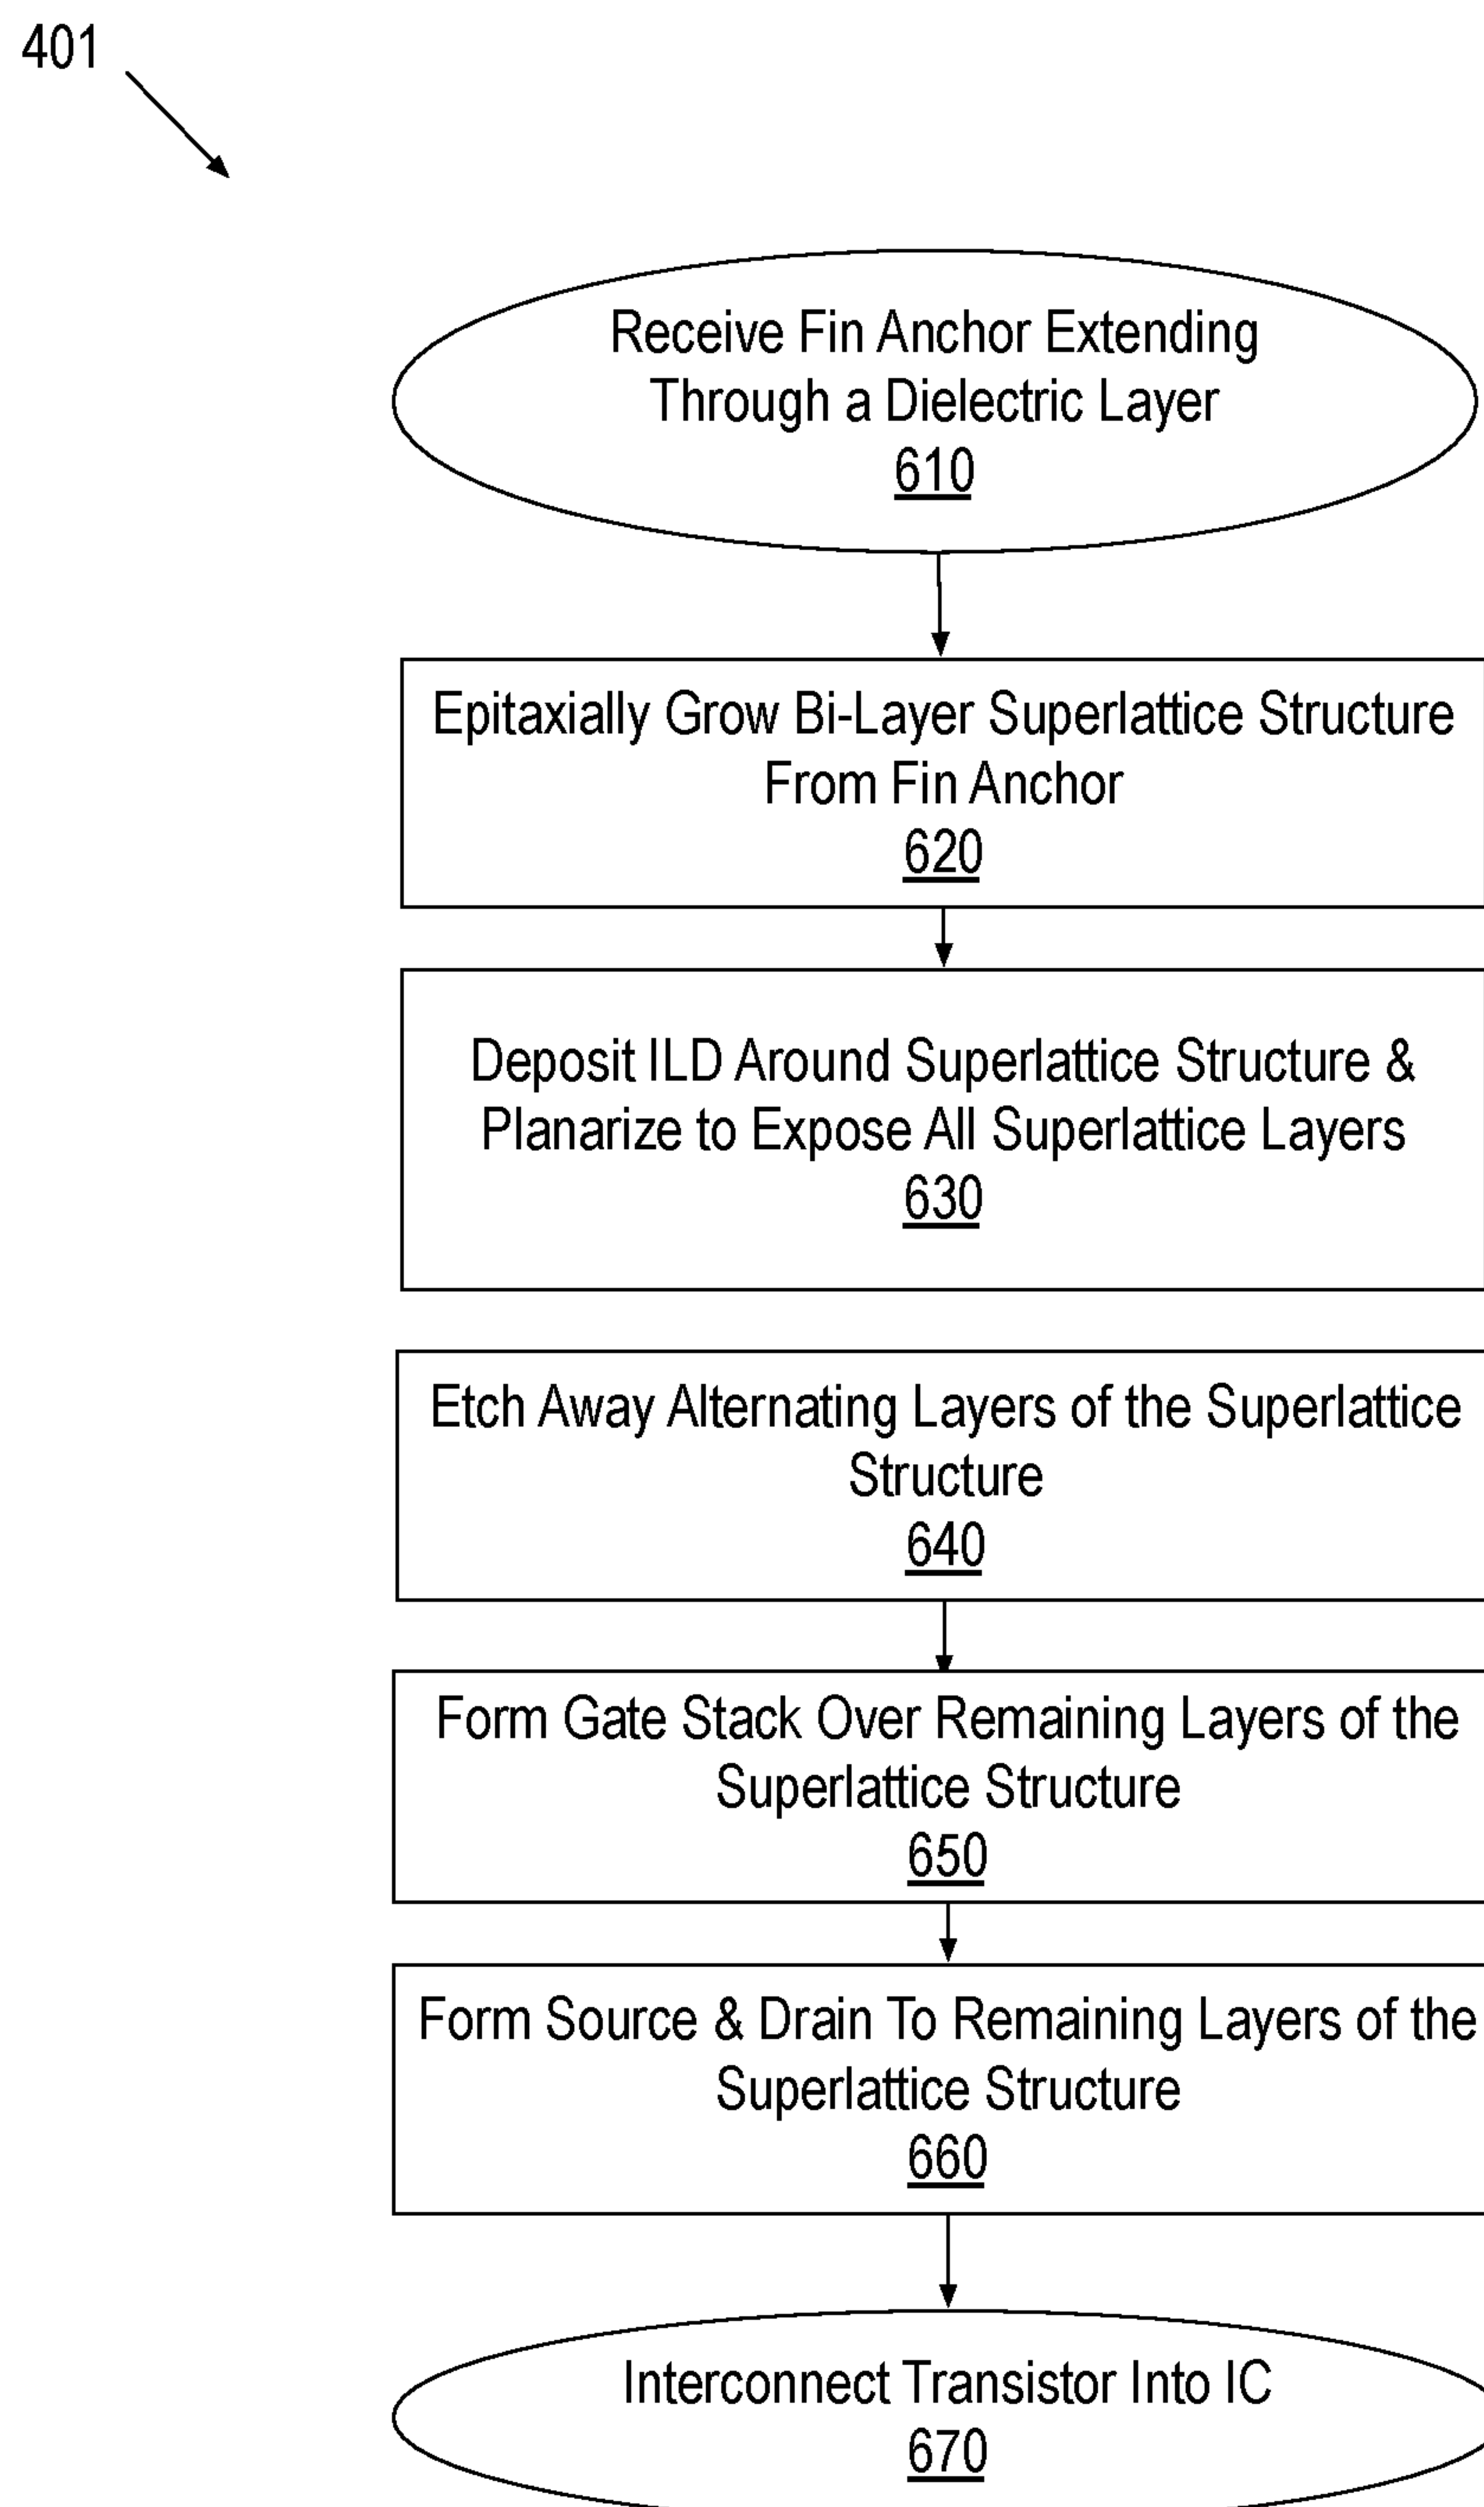 401
Receive Fin Anchor Extending
Through a Dielectric Layer
610
Epitaxially Grow Bi-Layer Superlattice Structure
From Fin Anchor
620
Deposit ILD Around Superlattice Structure &
Planarize to Expose All Superlattice Layers
630
Etch Away Alternating Layers of the Superlattice
Structure
640
Form Gate Stack Over Remaining Layers of the
Superlattice Structure
650
Form Source & Drain To Remaining Layers of the
Superlattice Structure
660
Interconnect Transistor Into IC
670